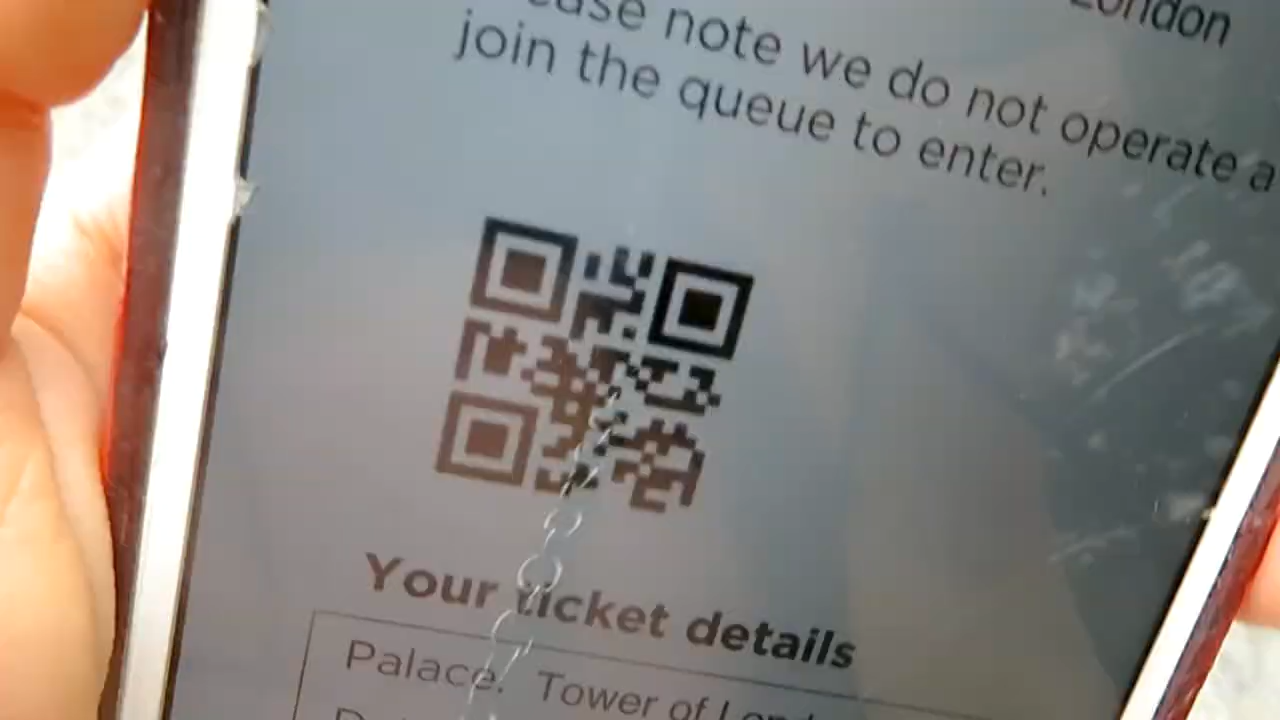 London
note we do not operate a
join the queue to enter.
Your ticket details
Palace. Tower of